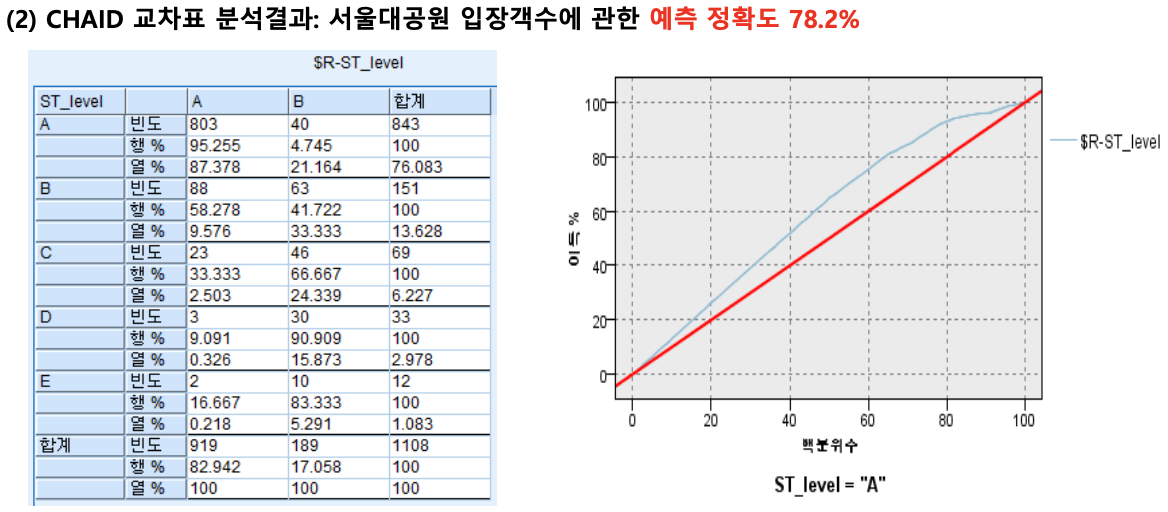 (2) CHAID 교차표 분석결과: 서울대공원 입장객수에 관한 예측 정확도 78.2%
$R-ST_level
ST_level A B 합계
A 빈도 803 40 843
행 % 95.255 4.745 100
열 % 87.378 21.164 76.083
B 빈도 88 63 151
행 % 58.278 41.722 100
열 % 9.576 33.333 13.628
C 빈도 23 46 69
행 % 33.333 66.667 100
열 % 2.503 24.339 6.227
D 빈도 3 30 33
행 % 9.091 90.909 100
열 % 0.326 15.873 2.978
E 빈도 2 10 12
행 % 16.667 83.333 100
열 % 0.218 5.291 1.083
합계 빈도 919 189 1108
행 % 82.942 17.058 100
열 % 100 100 100
이득 %
100
80
60
40
20
0
0 20 40 60 80 100
백분위수
ST_level = "A"
$R-ST_level